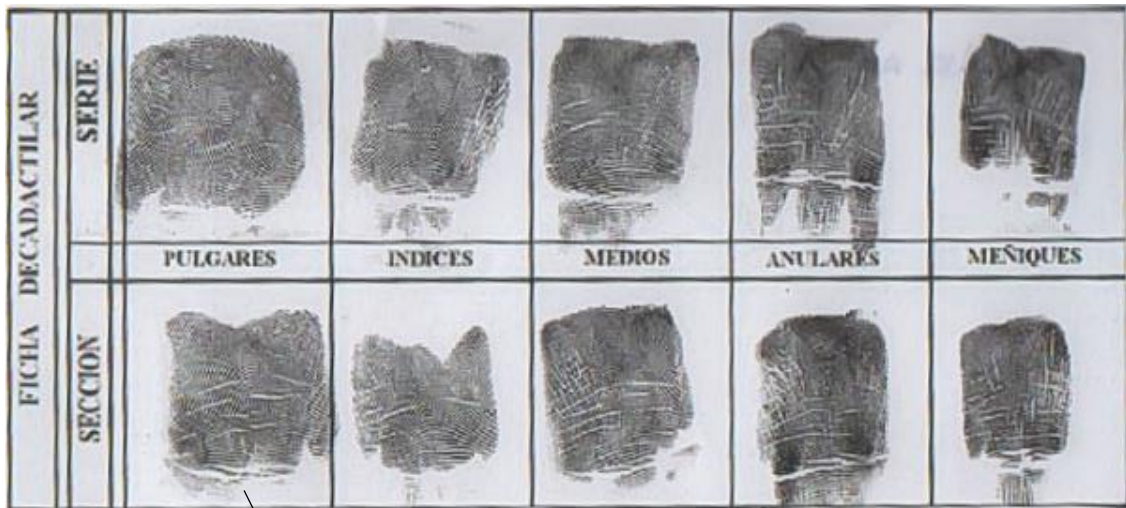 FICHA DECADACTILAR
SERIE
PULGARES INDICES MEDIOS ANULARES MEÑIQUES
SECCION